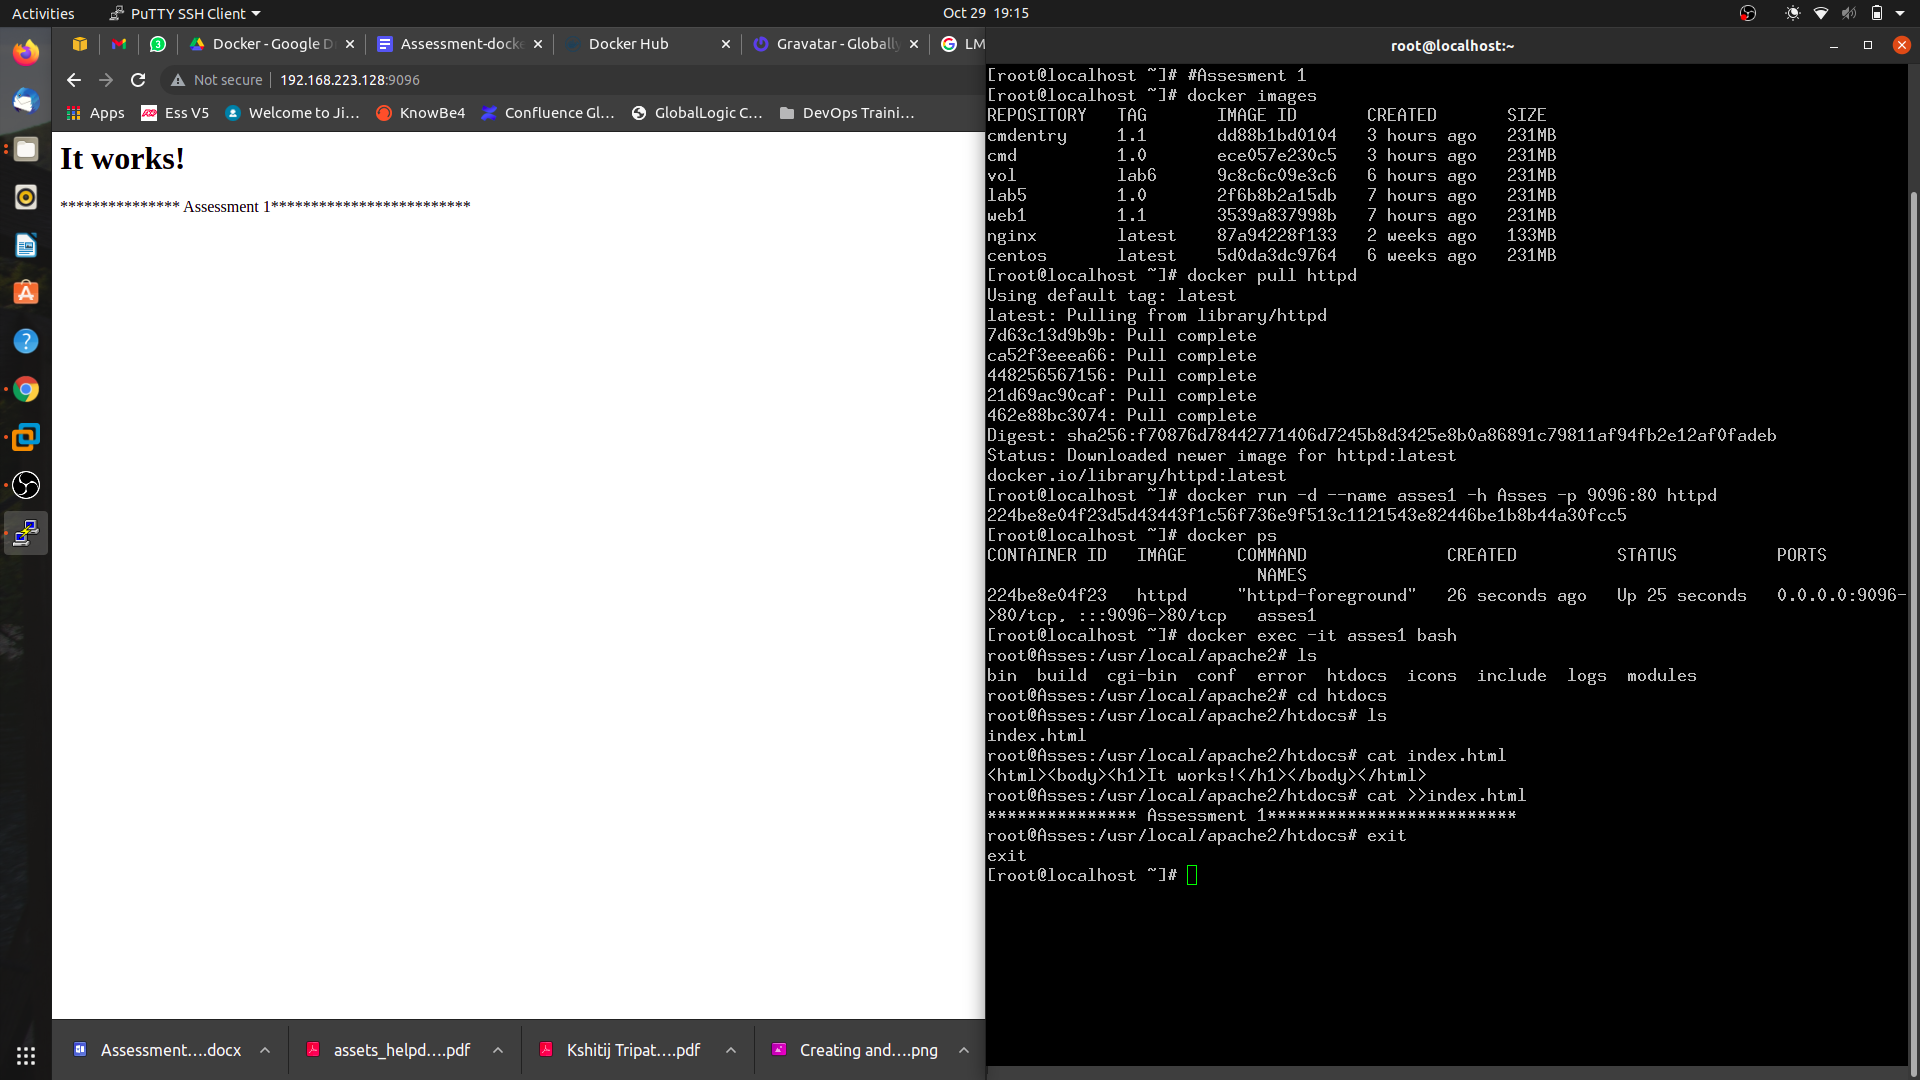 Activities
PuTTY SSH Client
Oct 29 19:15
Docker - Google D
Assessment-docke
Docker Hub
Gravatar - Globally
LM
Not secure
192.168.223.128:9096
Apps
Ess V5
Welcome to Ji...
KnowBe4
Confluence Gl...
GlobalLogic C...
DevOps Traini...
It works!
*************** Assessment 1*************************
Assessment....docx
assets_helpd....pdf
Kshitij Tripat....pdf
Creating and....png
root@localhost:~
[root@localhost ~]# #Assesment 1
[root@localhost ~]# docker images
REPOSITORY   TAG       IMAGE ID       CREATED       SIZE
cmdentry     1.1       dd88b1bd0104   3 hours ago   231MB
cmd          1.0       ece057e230c5   3 hours ago   231MB
vol          lab6      9c8c6c09e3c6   6 hours ago   231MB
lab5         1.0       2f6b8b2a15db   7 hours ago   231MB
web1         1.1       3539a837998b   7 hours ago   231MB
nginx        latest    87a94228f133   2 weeks ago   133MB
centos       latest    5d0da3dc9764   6 weeks ago   231MB
[root@localhost ~]# docker pull httpd
Using default tag: latest
latest: Pulling from library/httpd
7d63c13d9b9b: Pull complete
ca52f3eeea66: Pull complete
448256567156: Pull complete
21d69ac90caf: Pull complete
462e88bc3074: Pull complete
Digest: sha256:f70876d78442771406d7245b8d3425e8b0a86891c79811af94fb2e12af0fadeb
Status: Downloaded newer image for httpd:latest
docker.io/library/httpd:latest
[root@localhost ~]# docker run -d --name asses1 -h Asses -p 9096:80 httpd
224be8e04f23d5d43443f1c56f736e9f513c1121543e82446be1b8b44a30fcc5
[root@localhost ~]# docker ps
CONTAINER ID   IMAGE     COMMAND              CREATED          STATUS          PORTS
NAMES
224be8e04f23   httpd     "httpd-foreground"   26 seconds ago   Up 25 seconds   0.0.0.0:9096-
>80/tcp, :::9096->80/tcp   asses1
[root@localhost ~]# docker exec -it asses1 bash
root@Asses:/usr/local/apache2# ls
bin  build  cgi-bin  conf  error  htdocs  icons  include  logs  modules
root@Asses:/usr/local/apache2# cd htdocs
root@Asses:/usr/local/apache2/htdocs# ls
index.html
root@Asses:/usr/local/apache2/htdocs# cat index.html
<html><body><h1>It works!</h1></body></html>
root@Asses:/usr/local/apache2/htdocs# cat >>index.html
*************** Assessment 1*************************
root@Asses:/usr/local/apache2/htdocs# exit
exit
[root@localhost ~]#